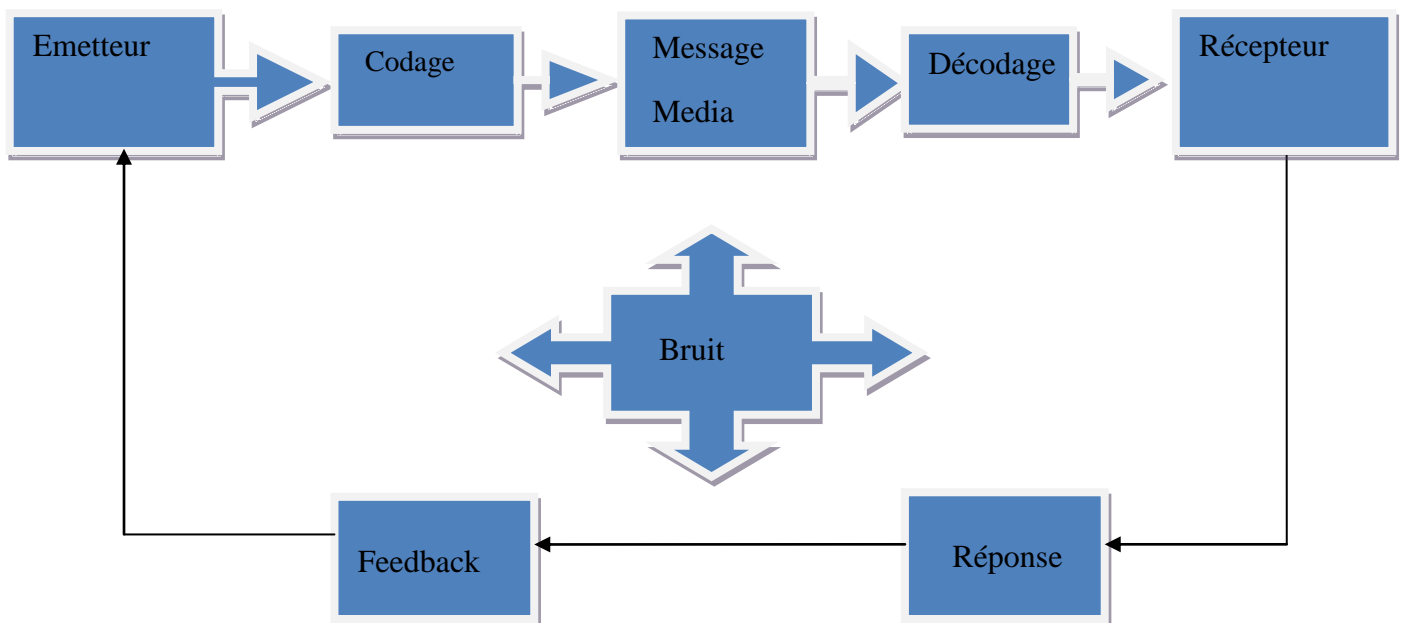 Emetteur
Codage
Message
Media
Décodage
Récepteur
Bruit
Feedback
Réponse